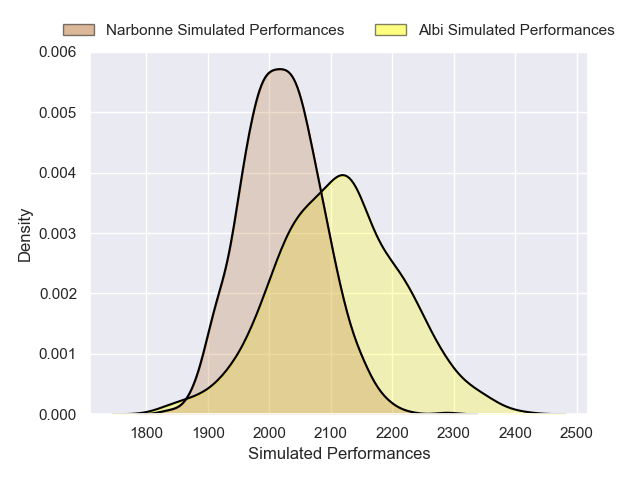 Narbonne Simulated Performances
Albi Simulated Performances
0.006
0.005
0.004
0.003
0.002
0.001
0.000
Density
1800 1900 2000 2100 2200 2300 2400 2500
Simulated Performances